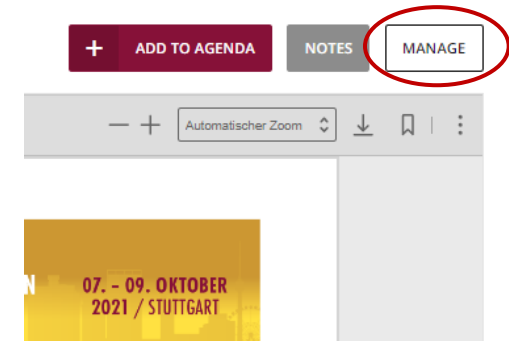 + ADD TO AGENDA NOTES MANAGE
Automatischer Zoom
N
07. – 09. OKTOBER
2021 / STUTTGART